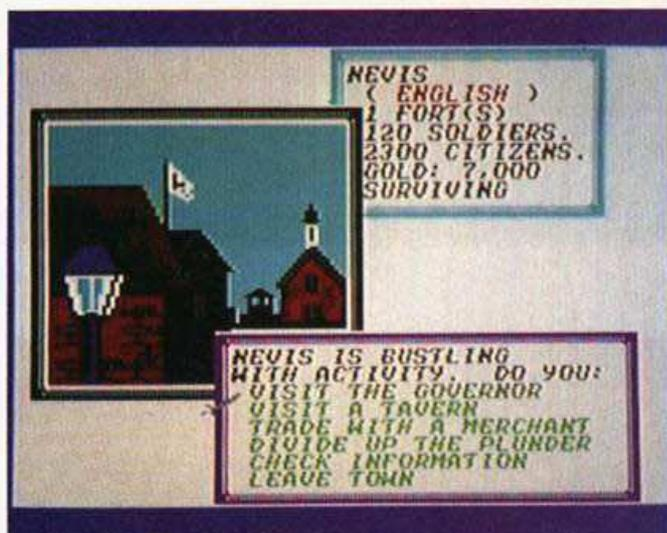 NEVIS
( ENGLISH )
1 FORT(S)
120 SOLDIERS.
2300 CITIZENS.
GOLD: 7,000
SURVIVING
NEVIS IS BUSTLING
WITH ACTIVITY. DO YOU:
VISIT THE GOVERNOR
VISIT A TAVERN
TRADE WITH A MERCHANT
DIVIDE UP THE PLUNDER
CHECK INFORMATION
LEAVE TOWN